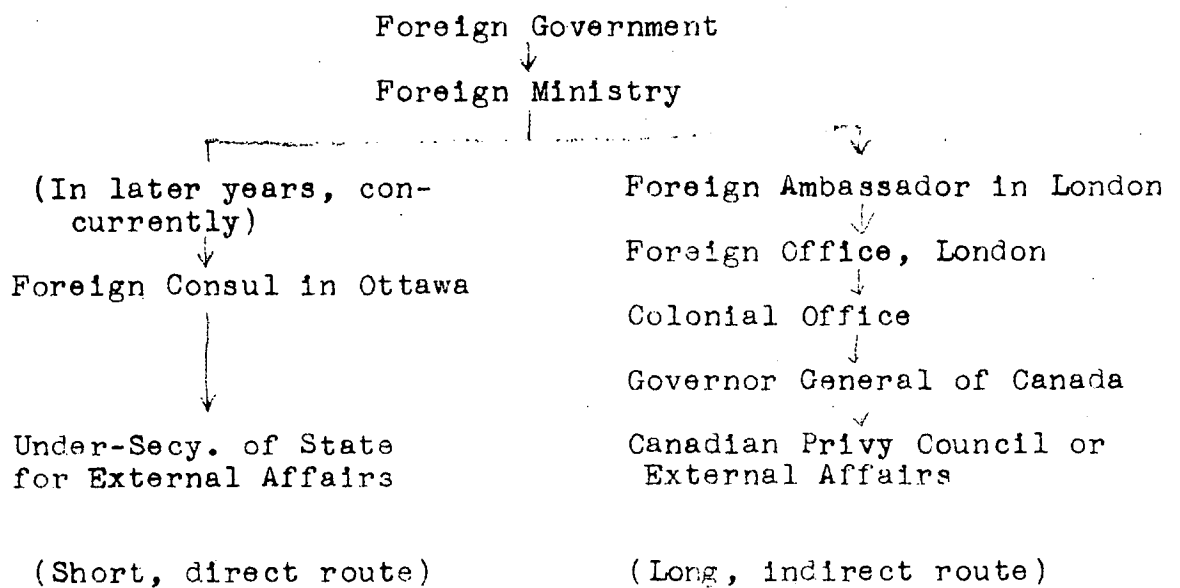 Foreign Government
Foreign Ministry
(In later years, con-
currently)
Foreign Consul in Ottawa
Under-Secy. of State
for External Affairs
(Short, direct route)
Foreign Ambassador in London
Foreign Office, London
Colonial Office
Governor General of Canada
Canadian Privy Council or
External Affairs
(Long, indirect route)